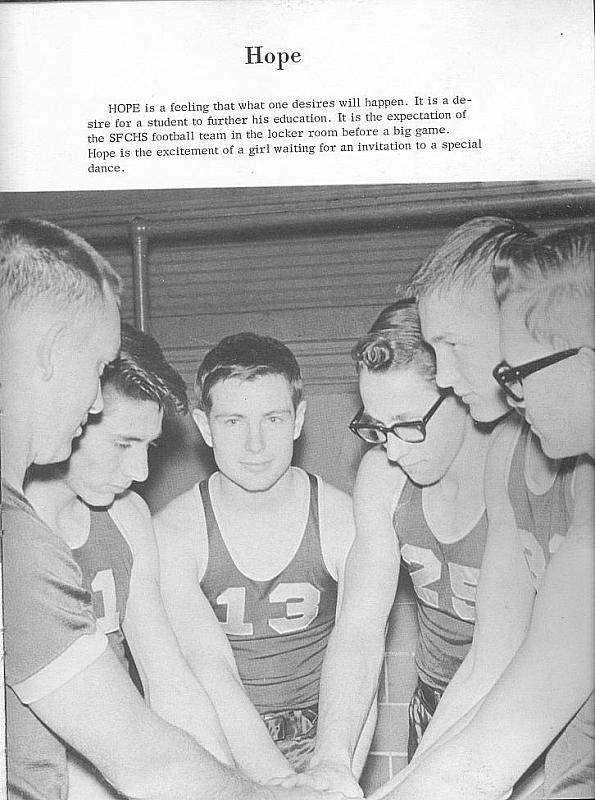 Hope
HOPE is a feeling that what one desires will happen. It is a de-
sire for a student to further his education. It is the expectation of
the SFCHS football team in the locker room before a big game.
Hope is the excitement of a girl waiting for an invitation to a special
dance.
1
13
25